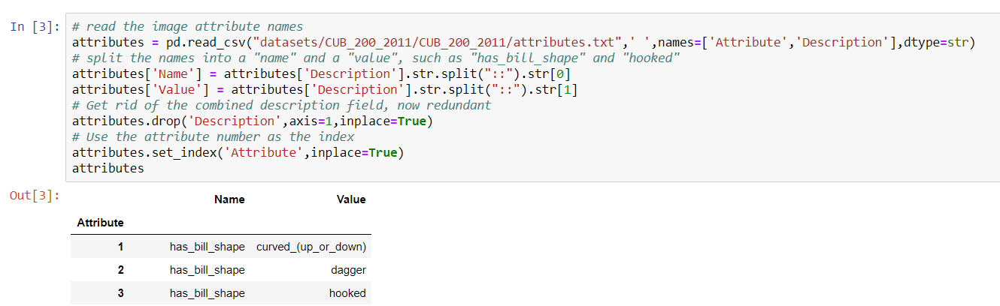 In [3]: # read the image attribute names
attributes = pd.read_csv("datasets/CUB_200_2011/CUB_200_2011/attributes.txt",' ',names=['Attribute','Description'],dtype=str)
# split the names into a "name" and a "value", such as "has_bill_shape" and "hooked"
attributes['Name'] = attributes['Description'].str.split("::").str[0]
attributes['Value'] = attributes['Description'].str.split("::").str[1]
# Get rid of the combined description field, now redundant
attributes.drop('Description',axis=1,inplace=True)
# Use the attribute number as the index
attributes.set_index('Attribute',inplace=True)
attributes
Out[3]: Name Value
Attribute
1 has_bill_shape curved_(up_or_down)
2 has_bill_shape dagger
3 has_bill_shape hooked